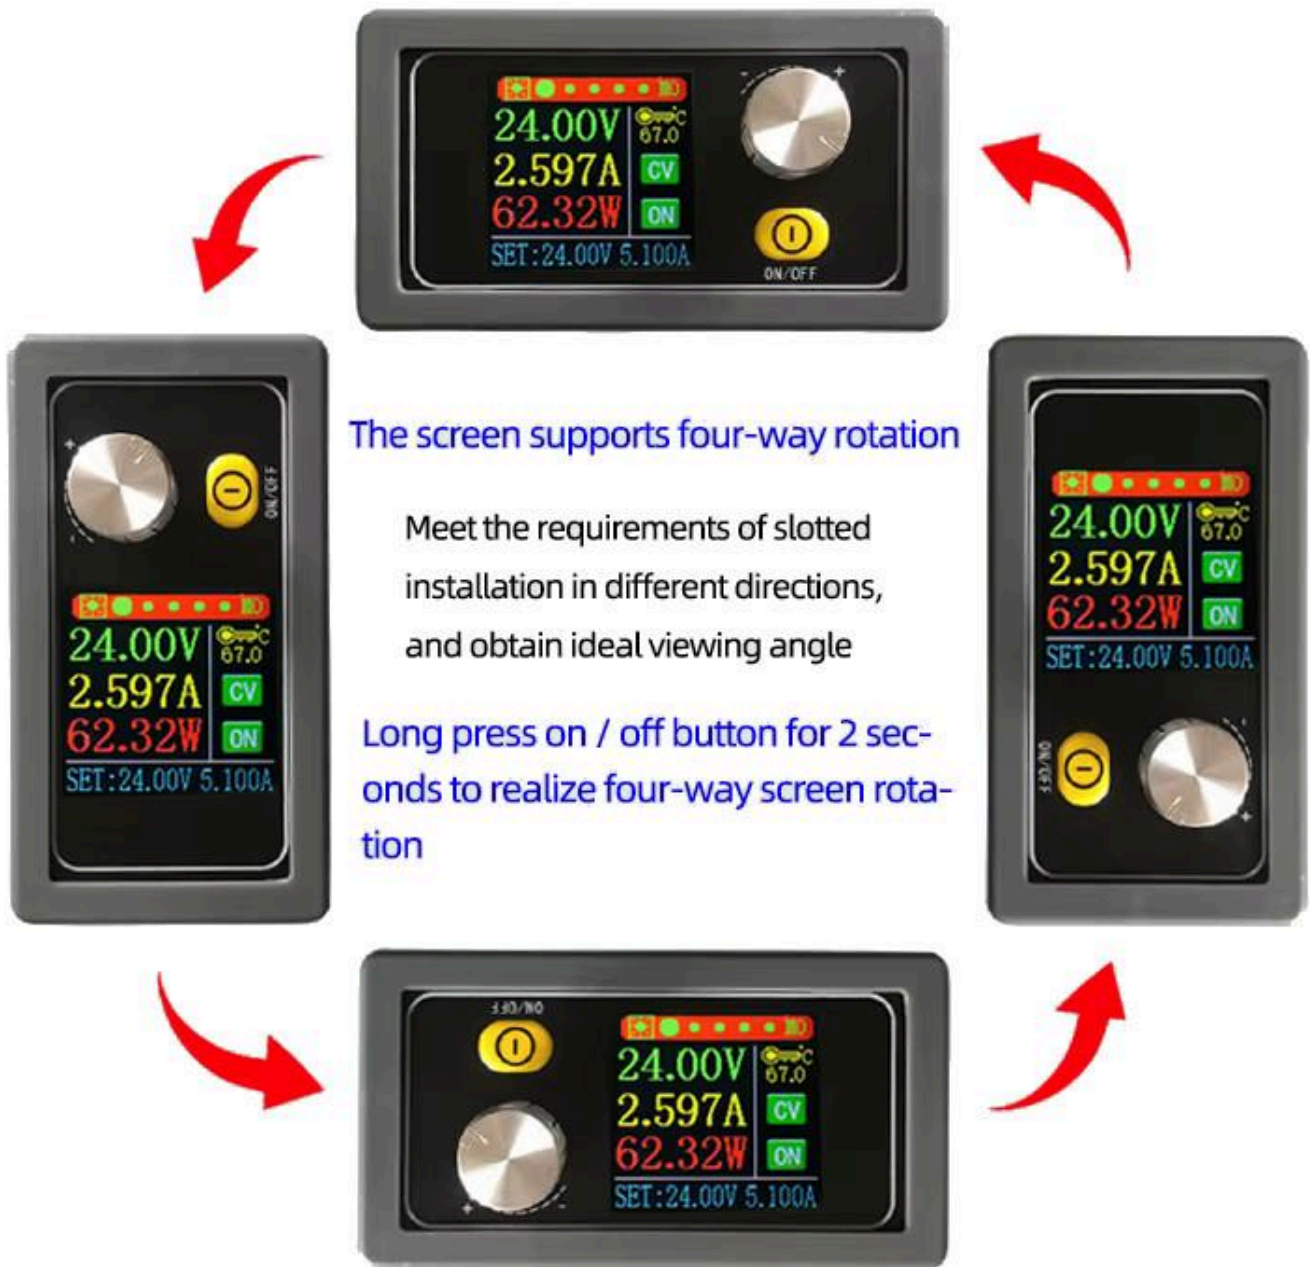 24.00V
67.0
2.597A CV
62.32W ON
SET:24.00V 5.100A
- +
ON/OFF
+
ON/OFF
-
24.00V
67.0
2.597A CV
62.32W ON
SET:24.00V 5.100A
The screen supports four-way rotation
Meet the requirements of slotted
installation in different directions,
and obtain ideal viewing angle
Long press on / off button for 2 sec-
onds to realize four-way screen rota-
tion
24.00V
67.0
2.597A CV
62.32W ON
SET:24.00V 5.100A
ON/OFF
-
+
ON/OFF
+ -
24.00V
67.0
2.597A CV
62.32W ON
SET:24.00V 5.100A